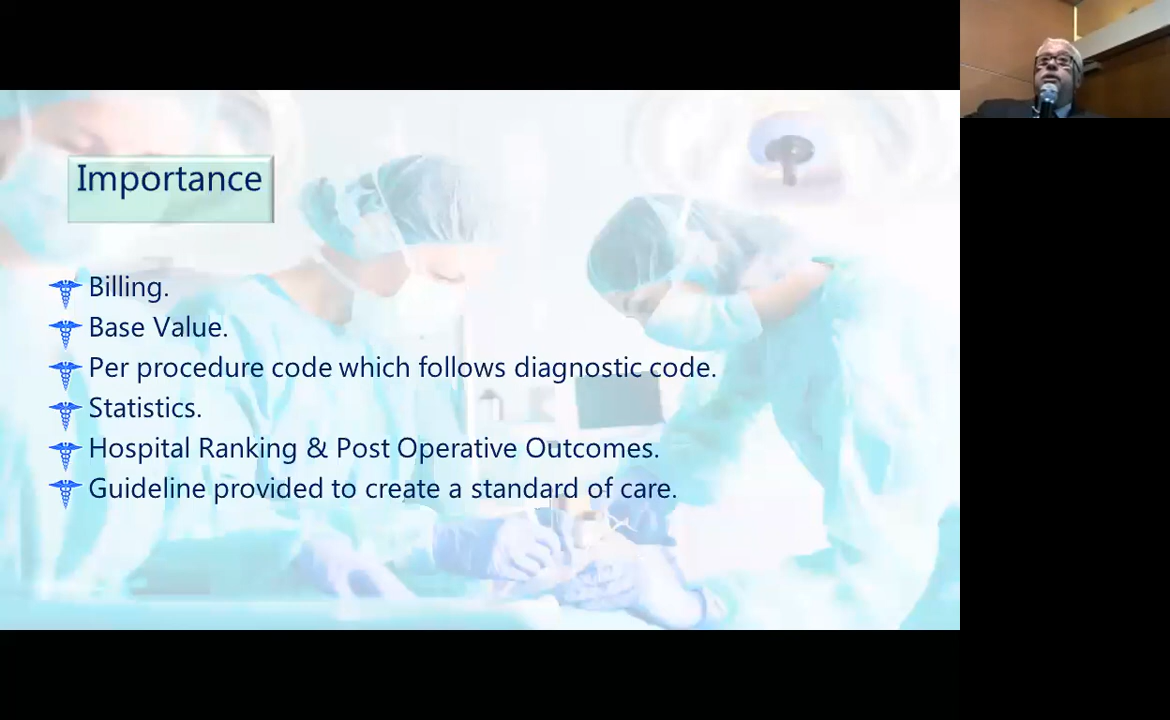 Importance
Billing.
Base Value.
Per procedure code which follows diagnostic code.
Statistics.
Hospital Ranking & Post Operative Outcomes.
Guideline provided to create a standard of care.